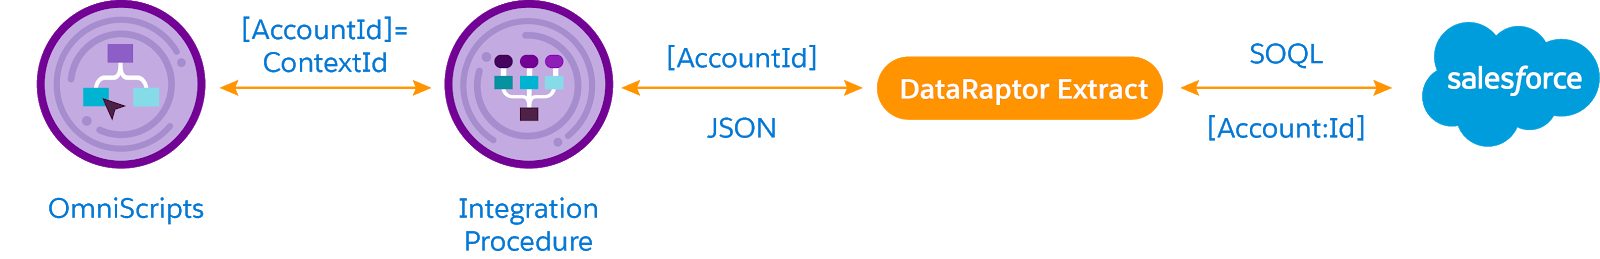 [AccountId]=
ContextId
OmniScripts
Integration
Procedure
[AccountId]
JSON
DataRaptor Extract
SOQL
[Account:Id]
salesforce